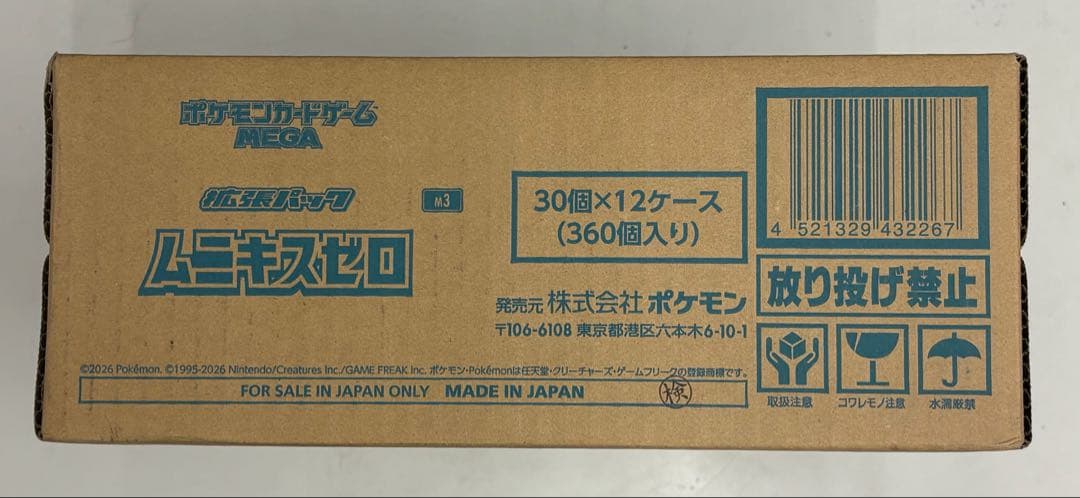 ポケモンカードゲーム
MEGA
拡張パック
M3
ムニキスゼロ
30個×12ケース
(360個入り)
発売元 株式会社 ポケモン
〒106-6108 東京都港区六本木6-10-1
4 521329 432267
放り投げ禁止
取扱注意
コワレモノ注意
水濡厳禁
©2026 Pokémon. ©1995-2026 Nintendo/Creatures Inc./GAME FREAK Inc. ポケモン・Pokémonは任天堂・クリーチャーズ・ゲームフリークの登録商標です。
FOR SALE IN JAPAN ONLY MADE IN JAPAN
検